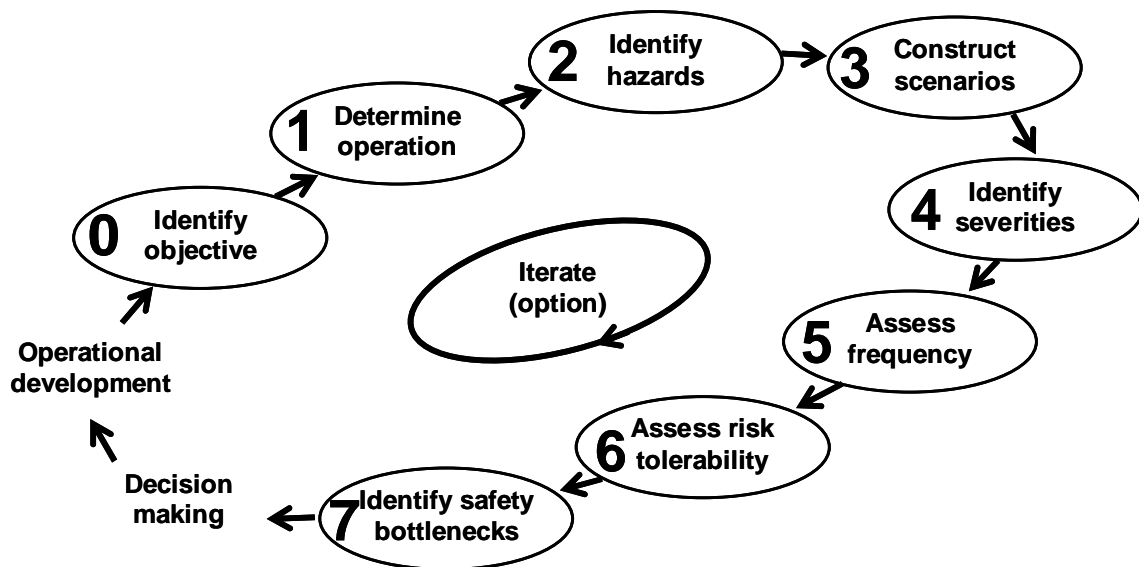 0 Identify
objective
1 Determine
operation
2 Identify
hazards
3 Construct
scenarios
4 Identify
severities
5 Assess
frequency
6 Assess risk
tolerability
7 Identify safety
bottlenecks
Decision
making
Operational
development
Iterate
(option)